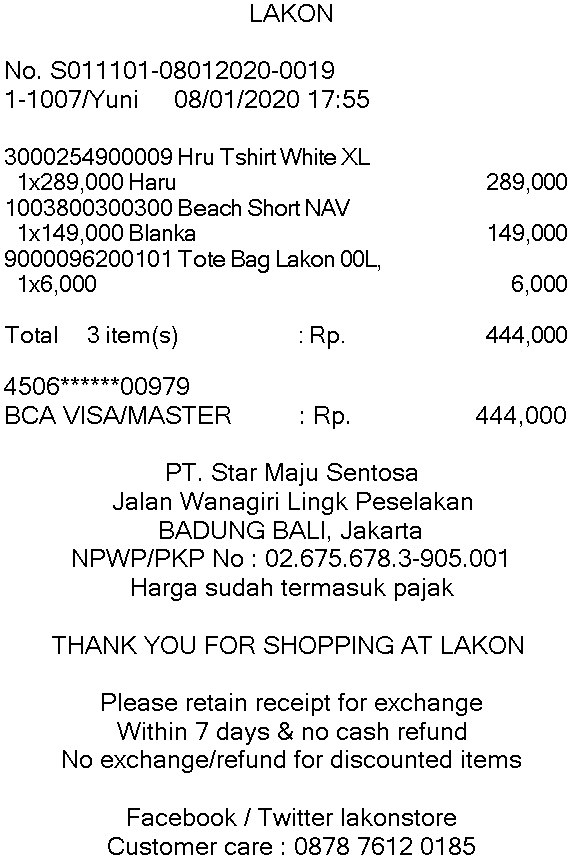 LAKON
No. S011101-08012020-0019
1-1007/Yuni 08/01/2020 17:55
3000254900009 Hru Tshirt White XL
1x289,000 Haru 289,000
1003800300300 Beach Short NAV
1x149,000 Blanka 149,000
9000096200101 Tote Bag Lakon 00L,
1x6,000 6,000
Total 3 item(s) : Rp. 444,000
4506******00979
BCA VISA/MASTER : Rp. 444,000
PT. Star Maju Sentosa
Jalan Wanagiri Lingk Peselakan
BADUNG BALI, Jakarta
NPWP/PKP No : 02.675.678.3-905.001
Harga sudah termasuk pajak
THANK YOU FOR SHOPPING AT LAKON
Please retain receipt for exchange
Within 7 days & no cash refund
No exchange/refund for discounted items
Facebook / Twitter lakonstore
Customer care : 0878 7612 0185